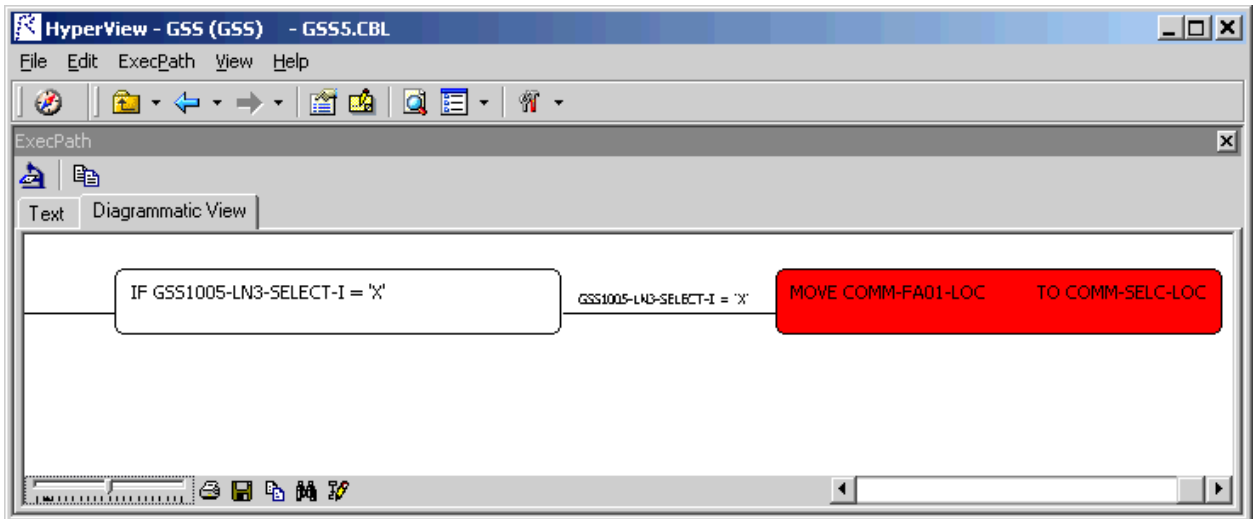 HyperView - GSS (GSS) - GSS5.CBL
File Edit ExecPath View Help
ExecPath
Text Diagrammatic View
IF GSS1005-LN3-SELECT-I = 'X'
GSS1005-LN3-SELECT-I = 'X'
MOVE COMM-FA01-LOC TO COMM-SELC-LOC